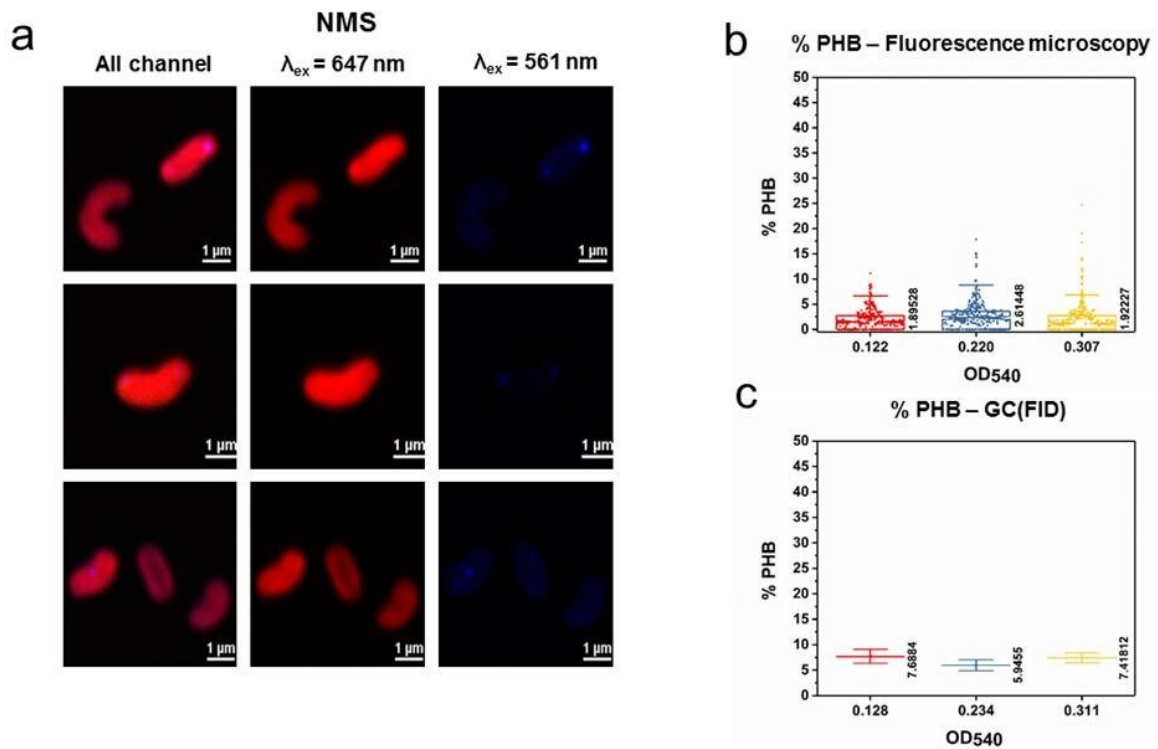 a
NMS
All channel
λex = 647 nm
λex = 561 nm
1 µm
1 µm
1 µm
1 µm
1 µm
1 µm
1 µm
1 µm
1 µm
b
% PHB – Fluorescence microscopy
50
45
40
35
30
25
20
15
10
5
0
% PHB
1.89528
2.61448
1.92227
0.122 0.220 0.307
OD540
c
% PHB – GC(FID)
50
45
40
35
30
25
20
15
10
5
0
% PHB
7.6884
5.9455
7.41812
0.128 0.234 0.311
OD540